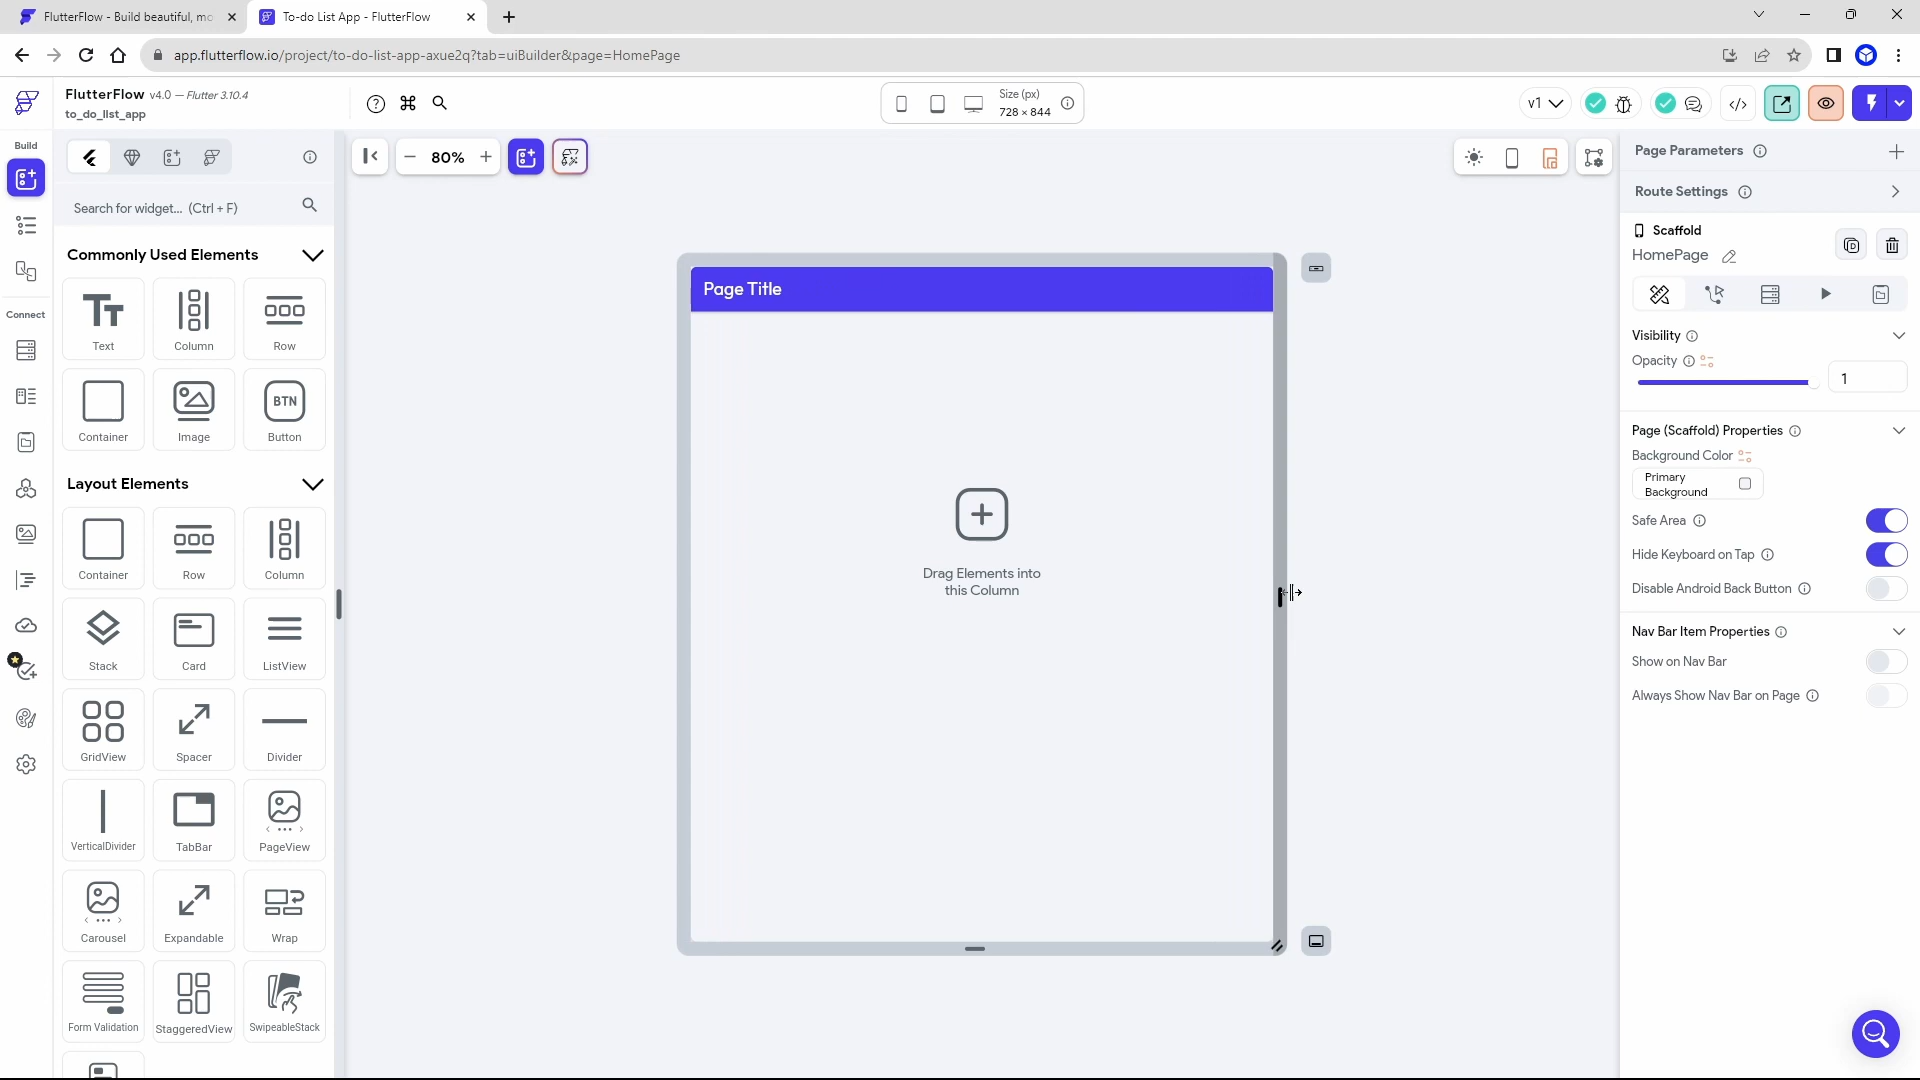 FlutterFlow - Build beautiful, mo
To-do List App - FlutterFlow
app.flutterflow.io/project/to-do-list-app-axue2q?tab=uiBuilder&page=HomePage
FlutterFlow v4.0 — Flutter 3.10.4
to_do_list_app
Size (px)
728 × 844
v1
Build
Connect
Search for widget... (Ctrl + F)
Commonly Used Elements
Text
Column
Row
Container
Image
BTN
Button
Layout Elements
Container
Row
Column
Stack
Card
ListView
GridView
Spacer
Divider
VerticalDivider
TabBar
PageView
Carousel
Expandable
Wrap
Form Validation
StaggeredView
SwipeableStack
80%
Page Title
Drag Elements into
this Column
Page Parameters
Route Settings
Scaffold
HomePage
Visibility
Opacity
1
Page (Scaffold) Properties
Background Color
Primary
Background
Safe Area
Hide Keyboard on Tap
Disable Android Back Button
Nav Bar Item Properties
Show on Nav Bar
Always Show Nav Bar on Page